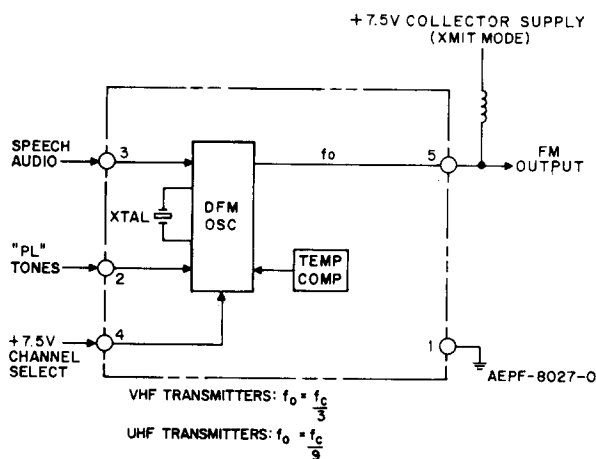 +7.5V COLLECTOR SUPPLY
(XMIT MODE)
SPEECH
AUDIO
3
fo
5
FM
OUTPUT
XTAL
DFM
OSC
"PL"
TONES
2
TEMP
COMP
+7.5V
CHANNEL
SELECT
4
1
AEPF-8027-O
VHF TRANSMITTERS: fo = fc/3
UHF TRANSMITTERS: fo = fc/9